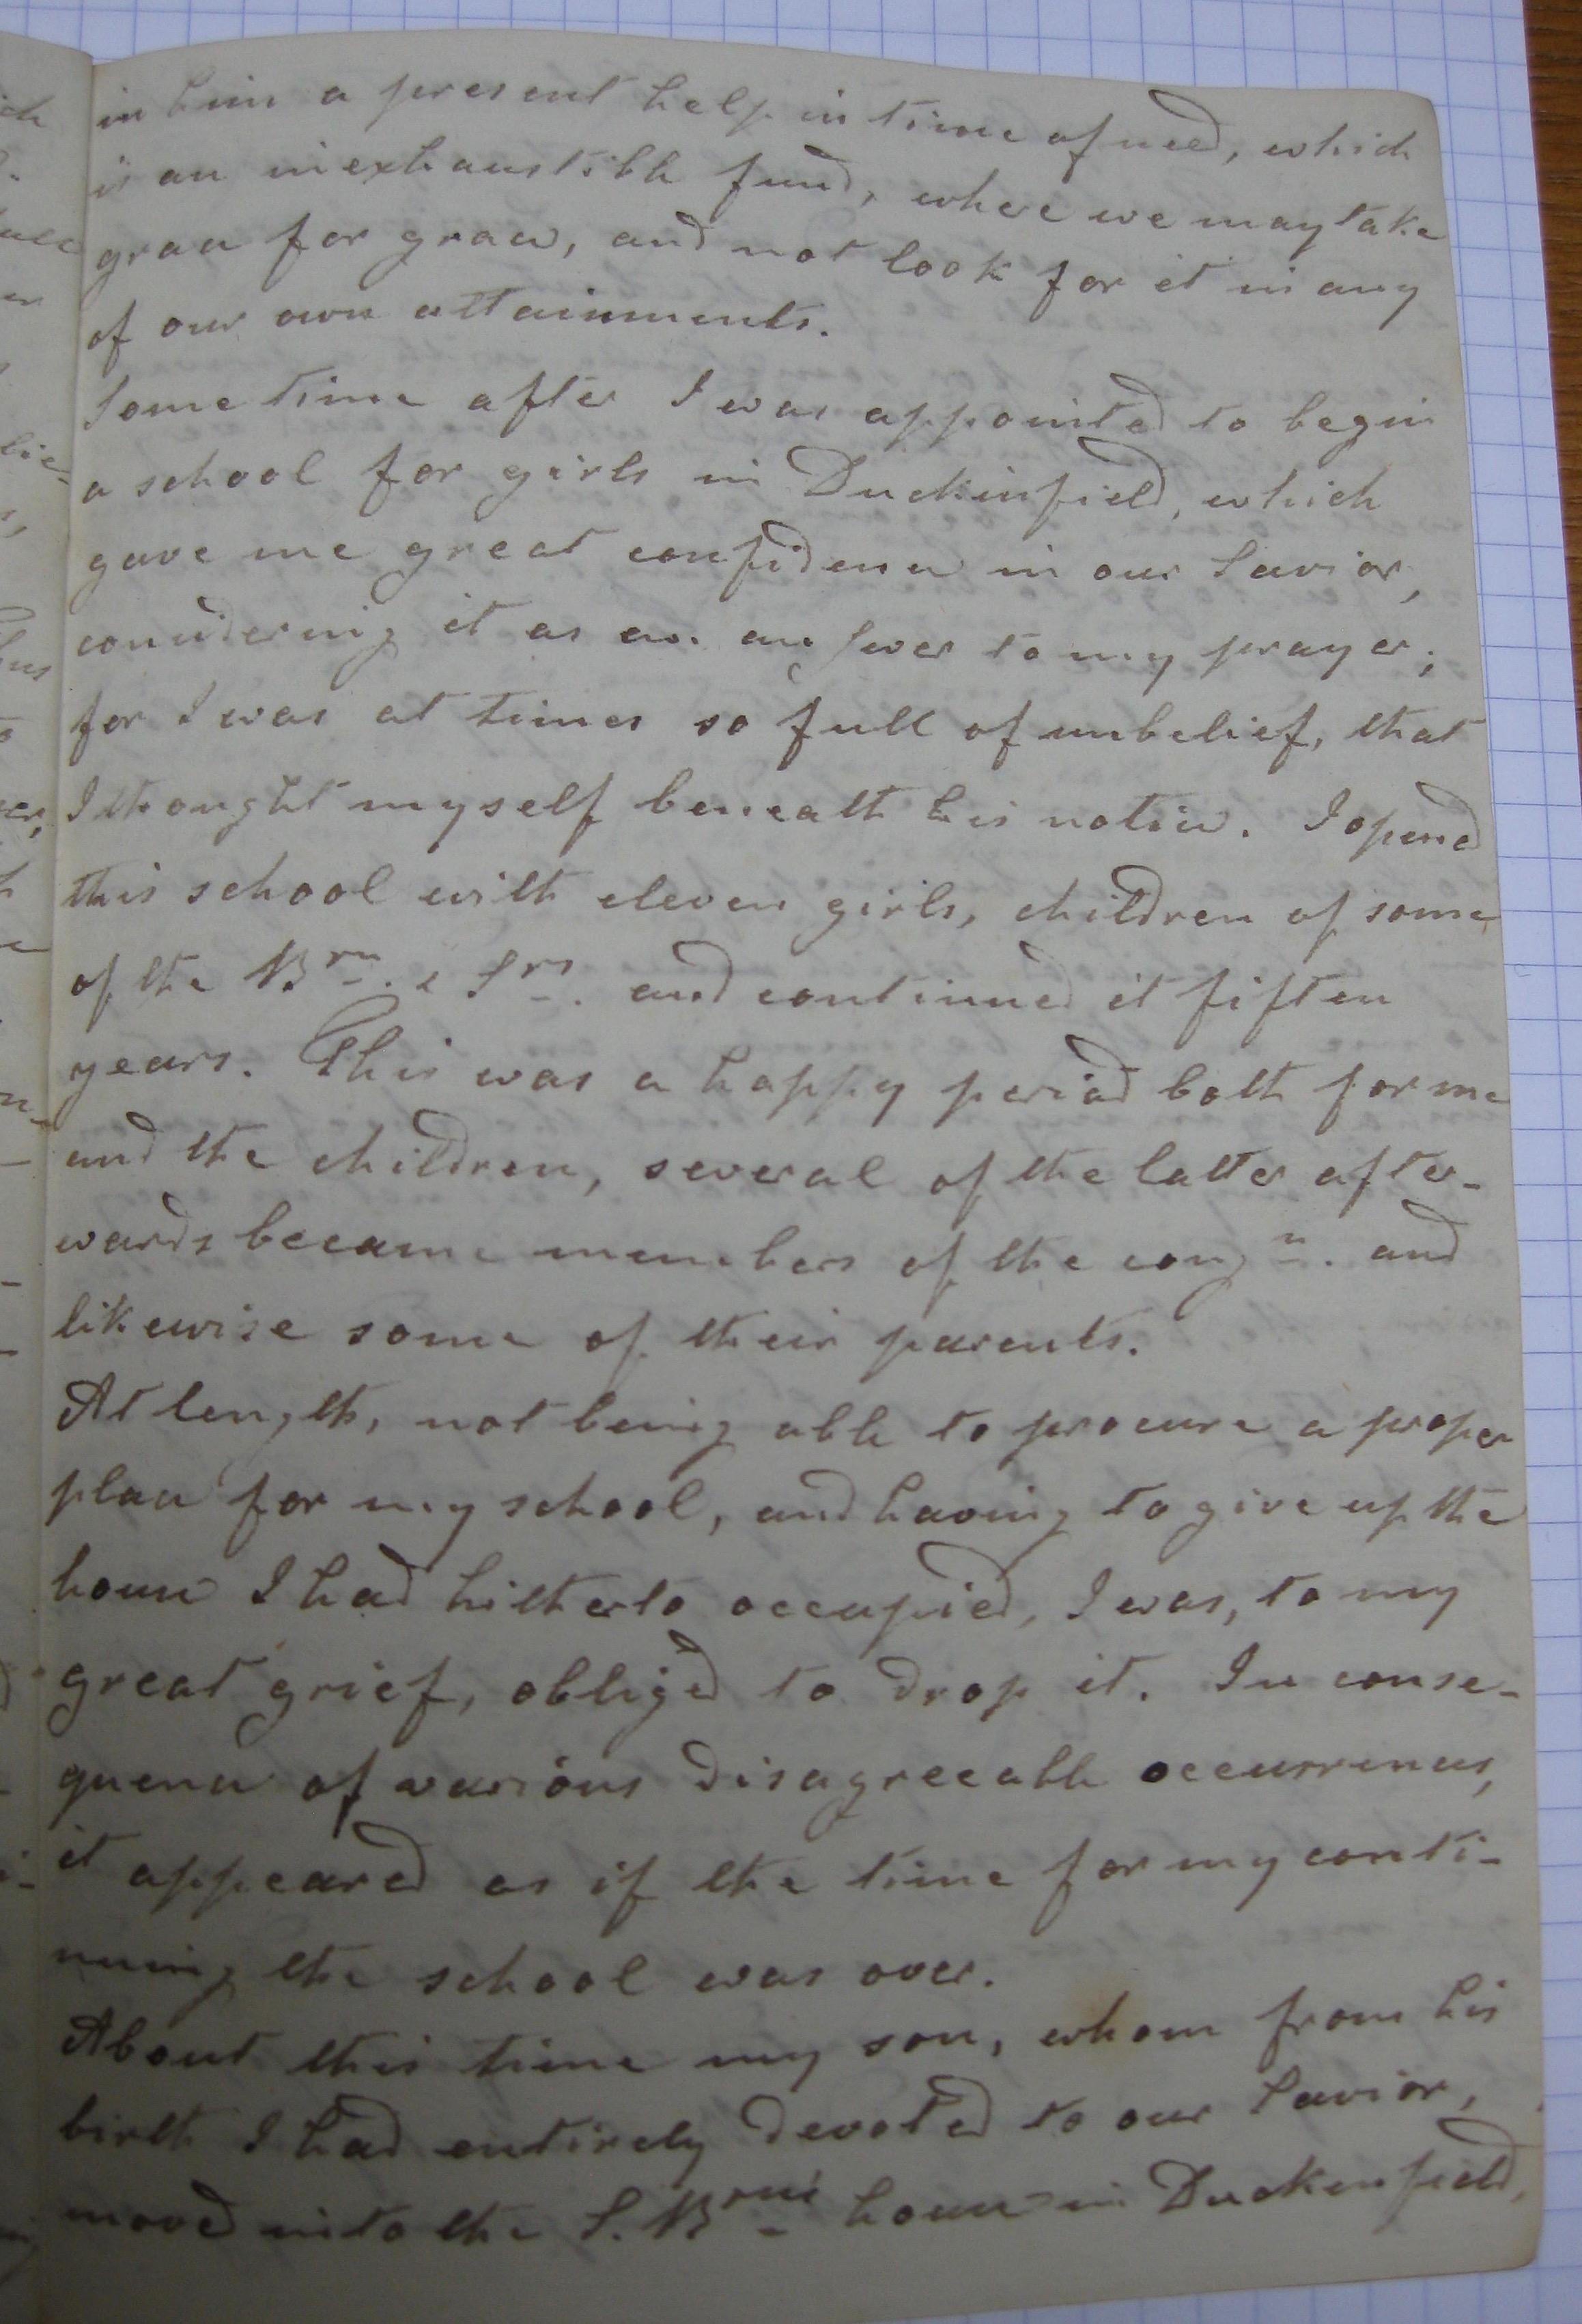 in him a present help in time of need, which
is an inexhaustible fund, where we may take
grace for grace, and not look for it in any
of our own attainments.
Some time after I was appointed to begin
a school for girls in Duckinfield, which
gave me great confidence in our Savior,
considering it as an answer to my prayer;
for I was at times so full of unbelief, that
I thought myself beneath his notice. I opened
this school with eleven girls, children of some
of the Brn. & Srs. and continued it fifteen
years. This was a happy period both for me
and the children, several of the latter after-
wards became members of the congn. and
likewise some of their parents.
At length, not being able to procure a proper
place for my school, and having to give up the
house I had hitherto occupied, I was, to my
great grief, obliged to drop it. In conse-
quence of various disagreeable occurrences,
it appeared as if the time for my conti-
nuing the school was over.
About this time my son, whom from his
birth I had entirely devoted to our Savior,
moved into the S. Brns house in Duckenfield,